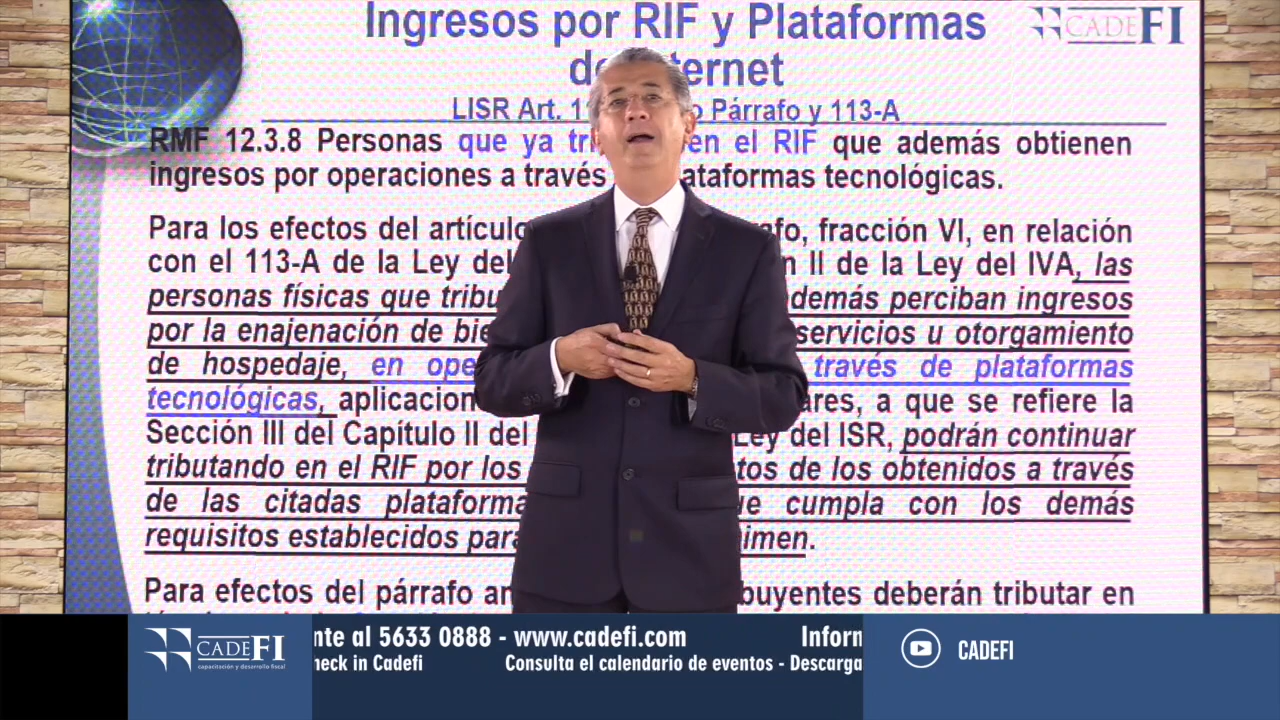 Ingresos por RIF y Plataformas
CADEFI
de ternet
LISR Art. Párrafo y 113-A
RMF 12.3.8 Personas que ya en el RIF que además obtienen
ingresos por operaciones a través ataformas tecnológicas.
Para los efectos del artículo fracción VI, en relación
con el 113-A de la Ley del II de la Ley del IVA, las
personas físicas que además perciban ingresos
por la enajenación de servicios u otorgamiento
de hospedaje, en través de plataformas
tecnológicas, a que se refiere la
Sección III del Capítulo II del Ley del ISR, podrán continuar
tributando en el RIF por los de los obtenidos a través
de las citadas cumpla con los demás
requisitos establecidos
Para efectos del párrafo deberán tributar en
CADEFI
capacitación y desarrollo fiscal
nte al 5633 0888 - www.cadefi.com Inform
heck in Cadefi Consulta el calendario de eventos - Descarga
CADEFI